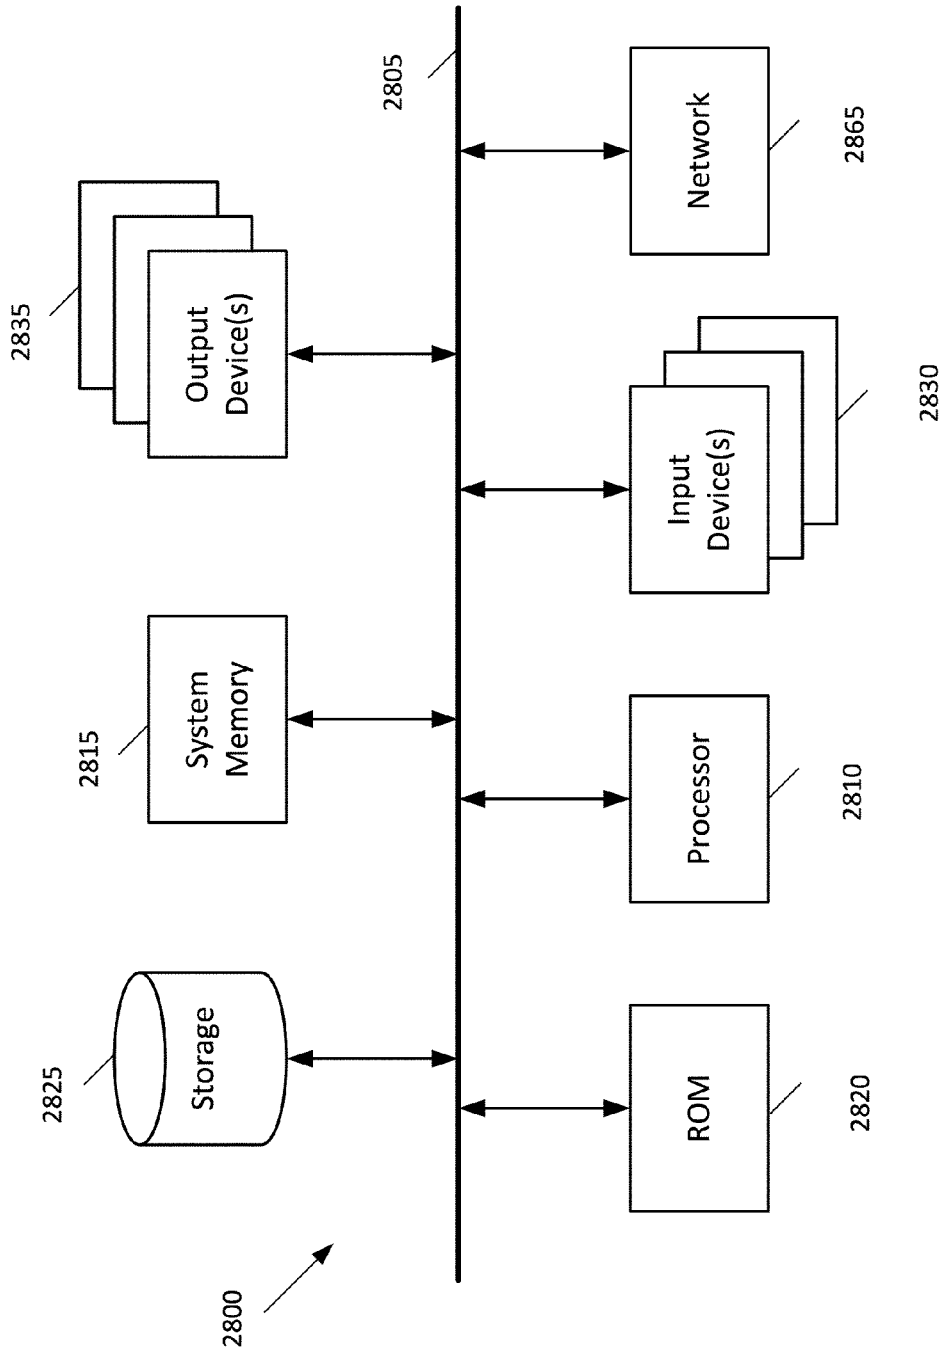 2825
Storage
2815
System
Memory
2835
Output
Device(s)
2805
2800
ROM
2820
Processor
2810
Input
Device(s)
2830
Network
2865